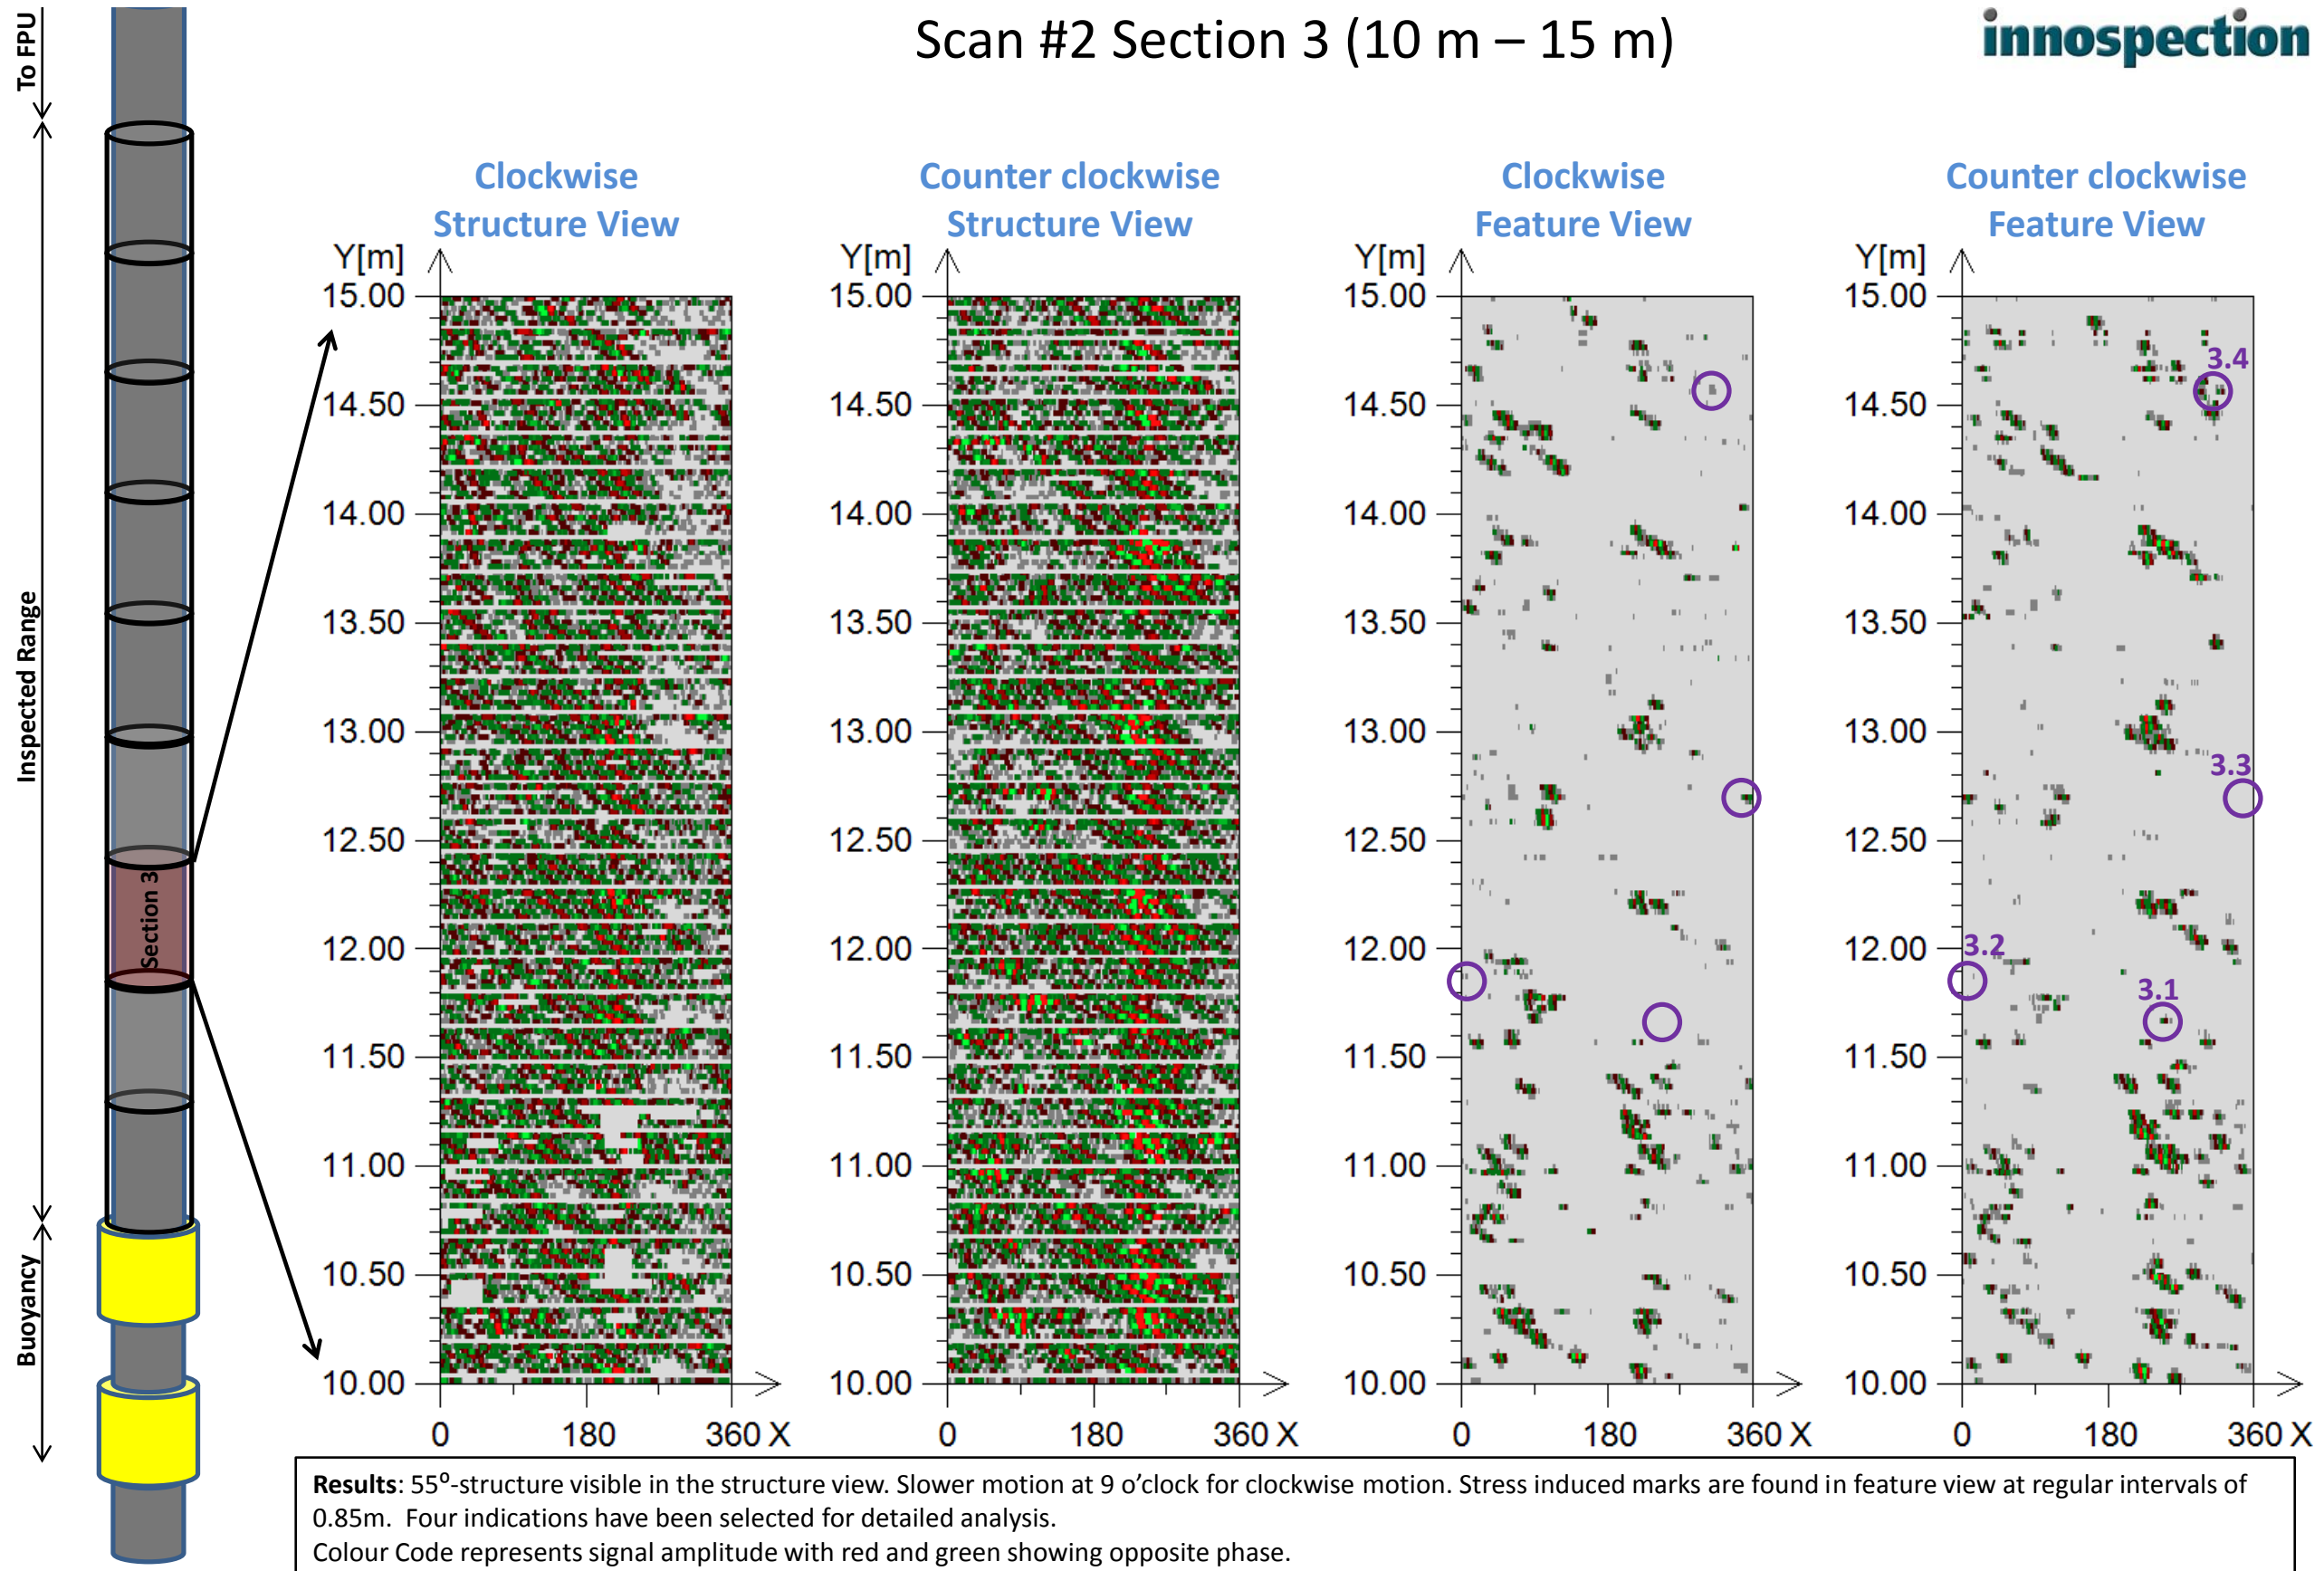 Scan #2 Section 3 (10 m – 15 m)
innospection
To FPU
Inspected Range
Buoyancy
Section 3
Clockwise
Structure View
Y[m]
15.00
14.50
14.00
13.50
13.00
12.50
12.00
11.50
11.00
10.50
10.00
0 180 360 X
Counter clockwise
Structure View
Y[m]
15.00
14.50
14.00
13.50
13.00
12.50
12.00
11.50
11.00
10.50
10.00
0 180 360 X
Clockwise
Feature View
Y[m]
15.00
14.50
14.00
13.50
13.00
12.50
12.00
11.50
11.00
10.50
10.00
0 180 360 X
Counter clockwise
Feature View
Y[m]
15.00
14.50
14.00
13.50
13.00
12.50
12.00
11.50
11.00
10.50
10.00
0 180 360 X
3.4
3.3
3.2
3.1
Results: 55⁰-structure visible in the structure view. Slower motion at 9 o’clock for clockwise motion. Stress induced marks are found in feature view at regular intervals of
0.85m. Four indications have been selected for detailed analysis.
Colour Code represents signal amplitude with red and green showing opposite phase.